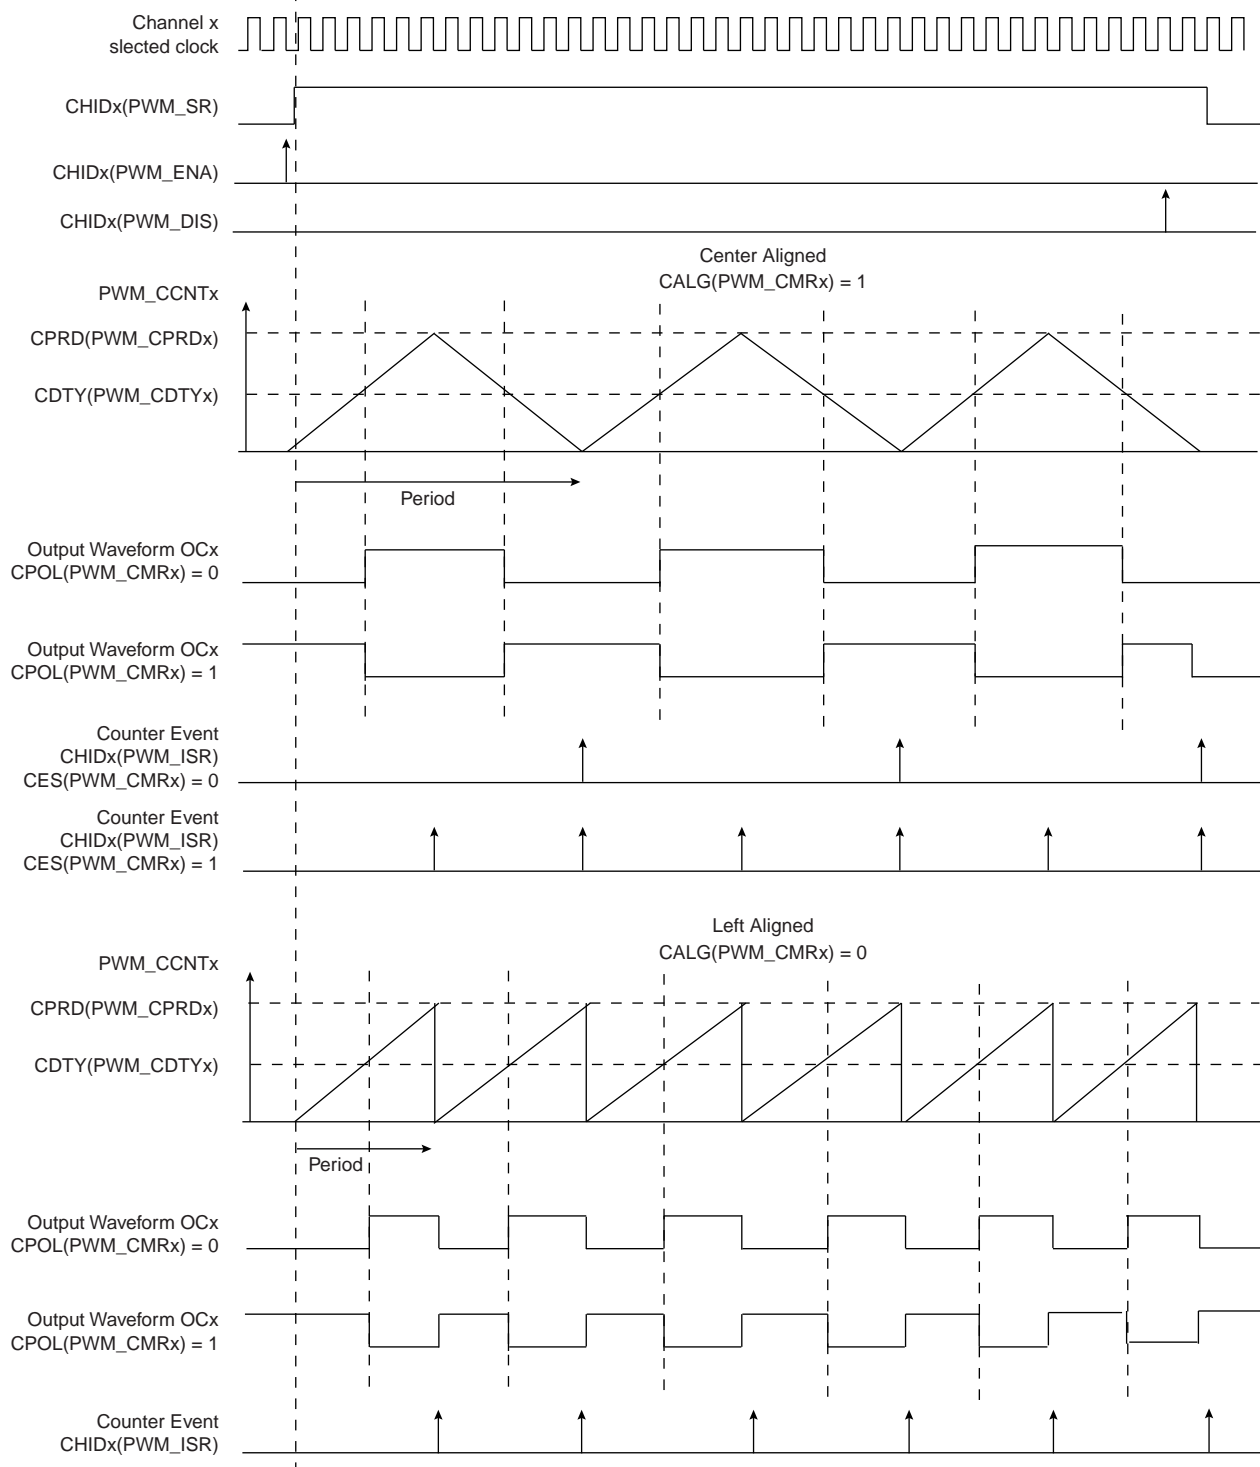 Channel x
slected clock
CHIDx(PWM_SR)
CHIDx(PWM_ENA)
CHIDx(PWM_DIS)
Center Aligned
CALG(PWM_CMRx) = 1
PWM_CCNTx
CPRD(PWM_CPRDx)
CDTY(PWM_CDTYx)
Period
Output Waveform OCx
CPOL(PWM_CMRx) = 0
Output Waveform OCx
CPOL(PWM_CMRx) = 1
Counter Event
CHIDx(PWM_ISR)
CES(PWM_CMRx) = 0
Counter Event
CHIDx(PWM_ISR)
CES(PWM_CMRx) = 1
Left Aligned
CALG(PWM_CMRx) = 0
PWM_CCNTx
CPRD(PWM_CPRDx)
CDTY(PWM_CDTYx)
Period
Output Waveform OCx
CPOL(PWM_CMRx) = 0
Output Waveform OCx
CPOL(PWM_CMRx) = 1
Counter Event
CHIDx(PWM_ISR)